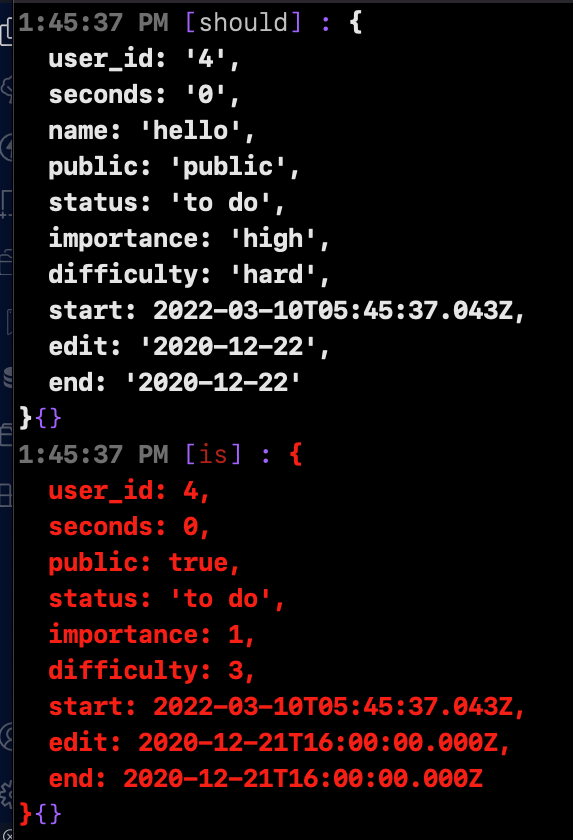 1:45:37 PM [should] : {
  user_id: '4',
  seconds: '0',
  name: 'hello',
  public: 'public',
  status: 'to do',
  importance: 'high',
  difficulty: 'hard',
  start: 2022-03-10T05:45:37.043Z,
  edit: '2020-12-22',
  end: '2020-12-22'
}{}
1:45:37 PM [is] : {
  user_id: 4,
  seconds: 0,
  public: true,
  status: 'to do',
  importance: 1,
  difficulty: 3,
  start: 2022-03-10T05:45:37.043Z,
  edit: 2020-12-21T16:00:00.000Z,
  end: 2020-12-21T16:00:00.000Z
}{}